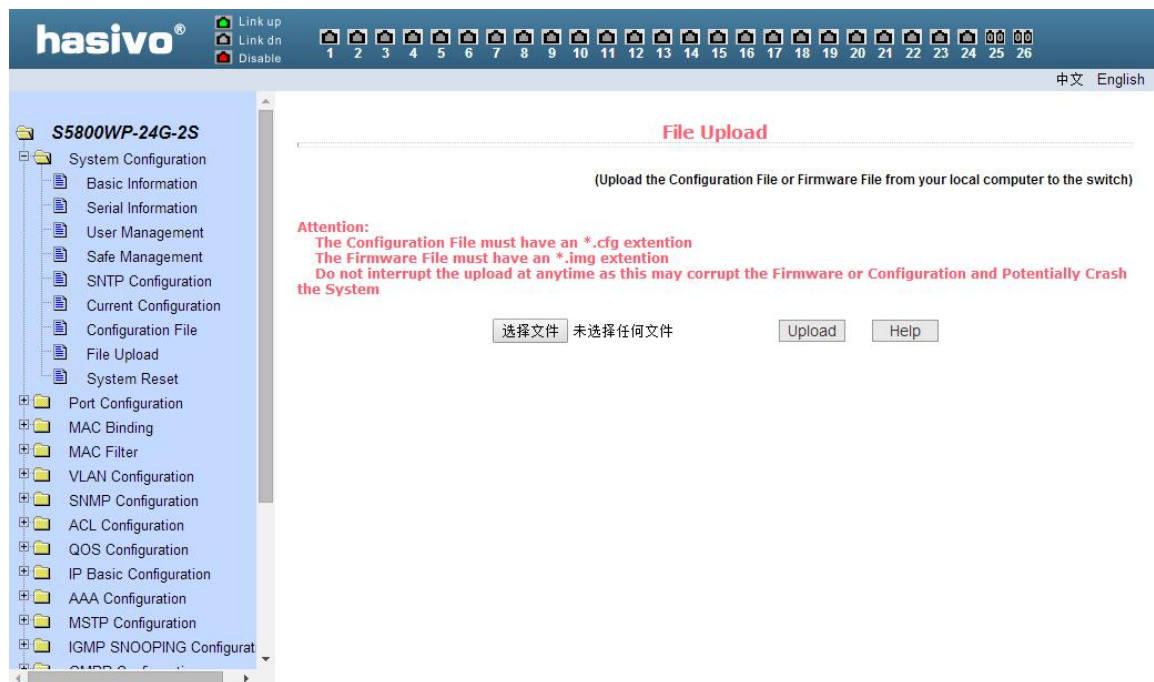 hasivo®
Link up
Link dn
Disable
1 2 3 4 5 6 7 8 9 10 11 12 13 14 15 16 17 18 19 20 21 22 23 24 25 26
中文 English
S5800WP-24G-2S
System Configuration
Basic Information
Serial Information
User Management
Safe Management
SNTP Configuration
Current Configuration
Configuration File
File Upload
System Reset
Port Configuration
MAC Binding
MAC Filter
VLAN Configuration
SNMP Configuration
ACL Configuration
QOS Configuration
IP Basic Configuration
AAA Configuration
MSTP Configuration
IGMP SNOOPING Configurat
File Upload
(Upload the Configuration File or Firmware File from your local computer to the switch)
Attention:
The Configuration File must have an *.cfg extention
The Firmware File must have an *.img extention
Do not interrupt the upload at anytime as this may corrupt the Firmware or Configuration and Potentially Crash
the System
选择文件 未选择任何文件 Upload Help